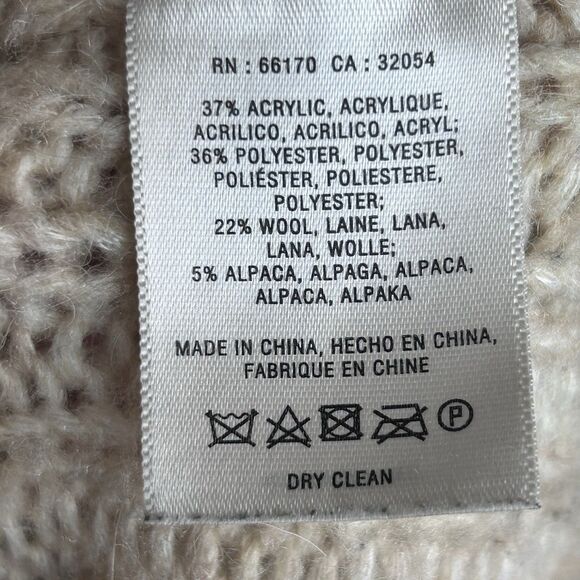 RN : 66170 CA : 32054
37% ACRYLIC, ACRYLIQUE,
ACRILICO, ACRILICO, ACRYL;
36% POLYESTER, POLYESTER,
POLIÉSTER, POLIESTERE,
POLYESTER;
22% WOOL, LAINE, LANA,
LANA, WOLLE;
5% ALPACA, ALPAGA, ALPACA,
ALPACA, ALPAKA
MADE IN CHINA, HECHO EN CHINA,
FABRIQUE EN CHINE
P
DRY CLEAN